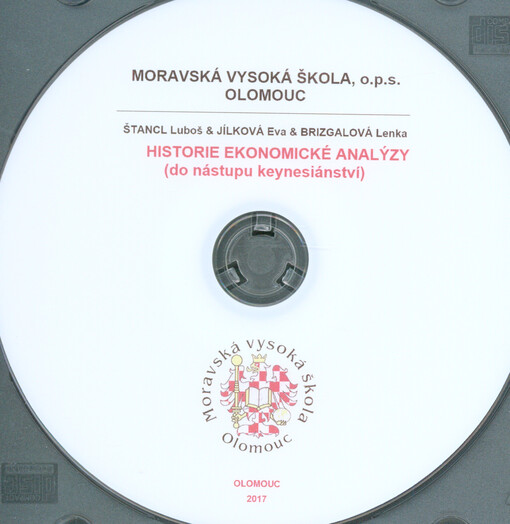 MORAVSKÁ VYSOKÁ ŠKOLA, o.p.s.
OLOMOUC
ŠTANCL Luboš & JÍLKOVÁ Eva & BRIZGALOVÁ Lenka
HISTORIE EKONOMICKÉ ANALÝZY
(do nástupu keynesiánství)
Moravská vysoká škola
Olomouc
OLOMOUC
2017